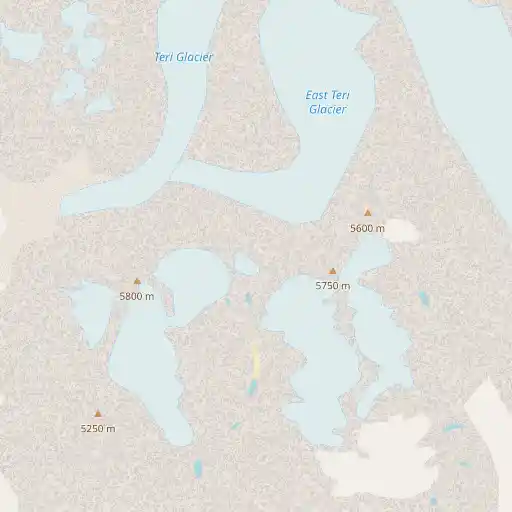 Teri Glacier
East Teri
Glacier
5600 m
5750 m
5800 m
5250 m